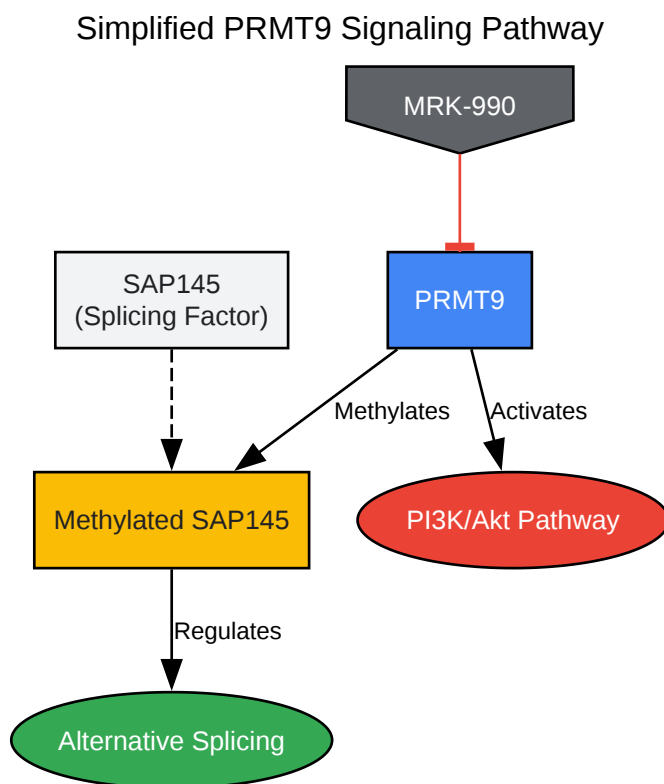 Simplified PRMT9 Signaling Pathway
MRK-990
SAP145
(Splicing Factor)
PRMT9
Methylates
Activates
Methylated SAP145
PI3K/Akt Pathway
Regulates
Alternative Splicing